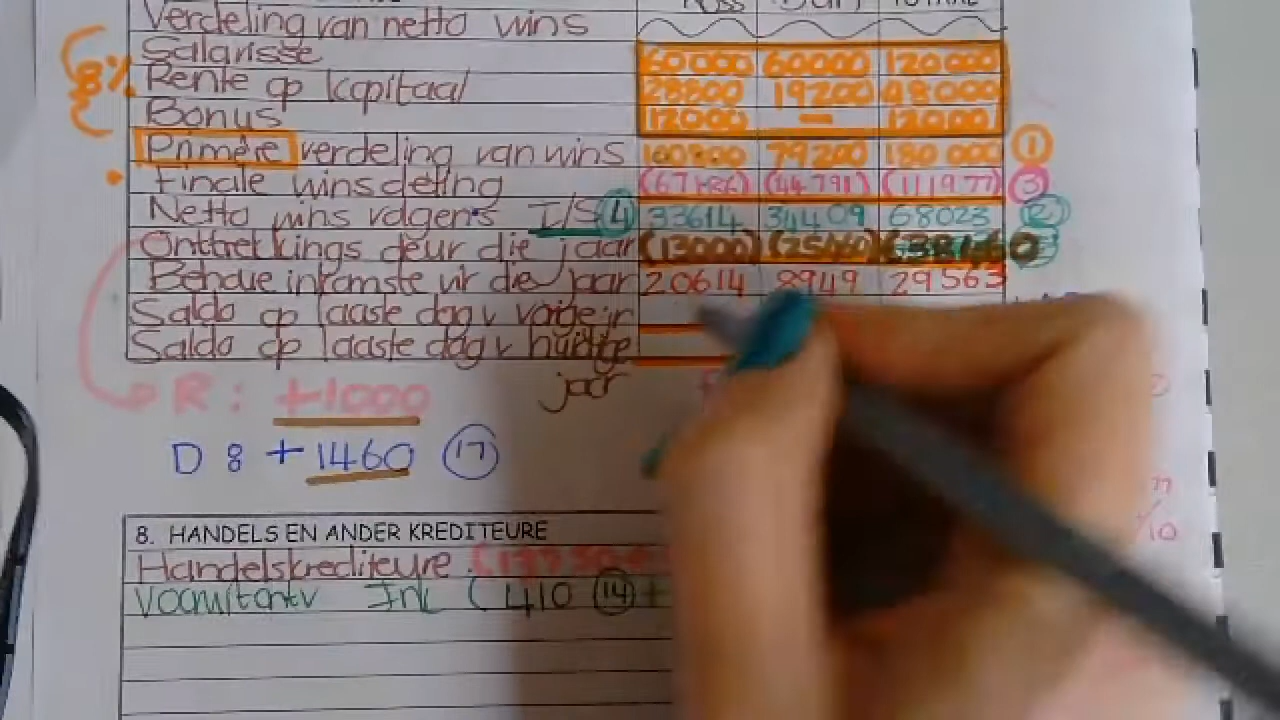 Verdeling van netto wins
Salarisse 60000 60000 120000
8% Rente op kapitaal 28800 19200 48000
Bonus 12000 — 12000
Primêre verdeling van wins 100800 79200 180 000 1
Finale winsdeling (67186) (44791) (111977) 3
Netto wins volgens I/S 4 33614 34409 68023 2
Onttrekkings deur die jaar (13000) (25460) (38460
Behoue inkomste vir die jaar 20614 8949 29563
Saldo op laaste dag v vorige jr
Saldo op laaste dag v huidige
jaar
R : +1000
D 8 +1460 17
8. HANDELS EN ANDER KREDITEURE
Handelskrediteure
Vooruitontv Ink (410 14 +